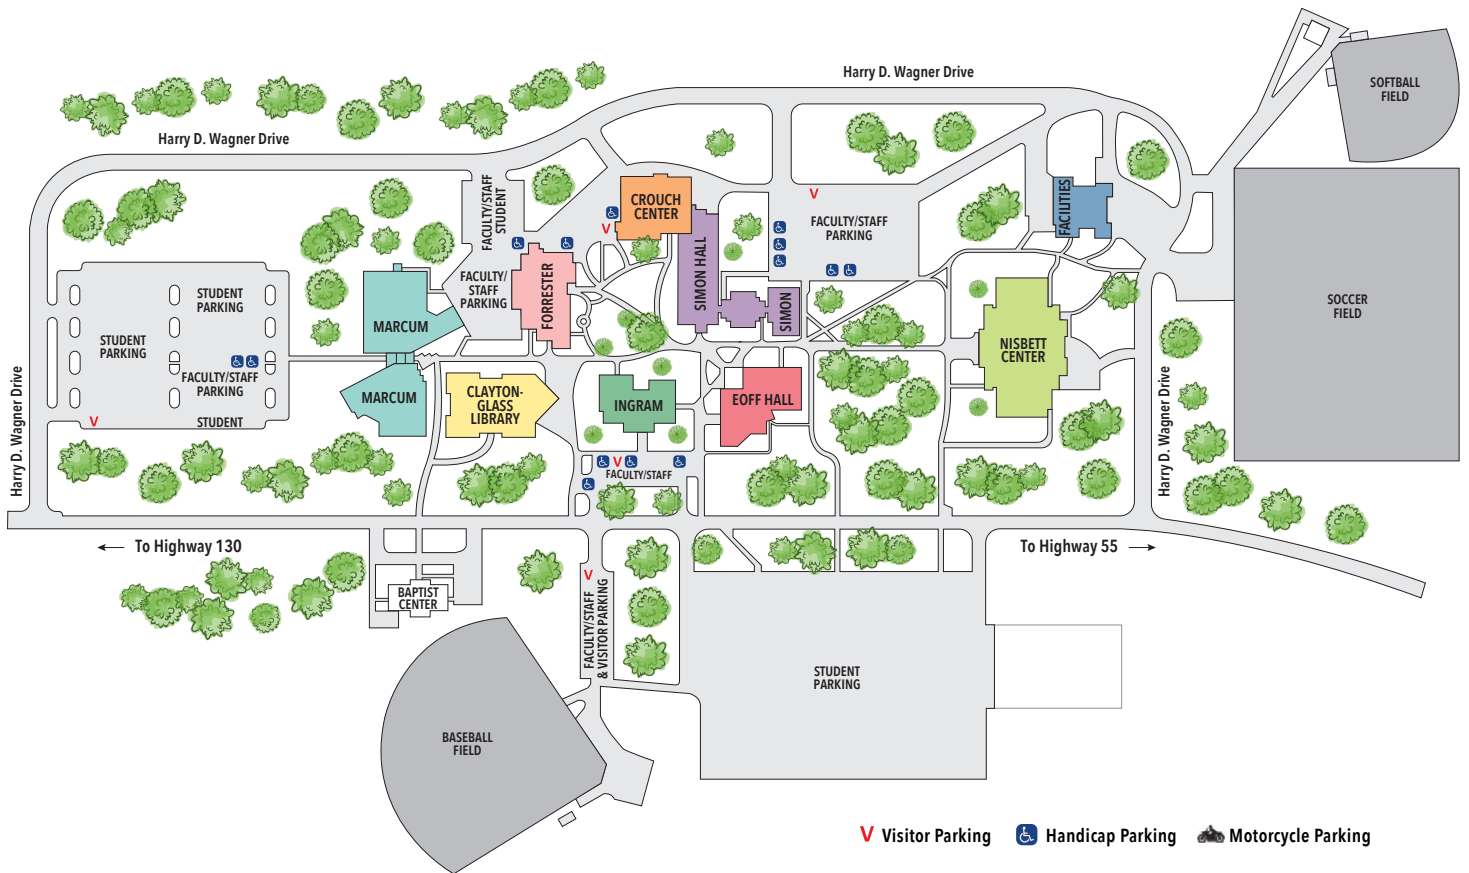 Harry D. Wagner Drive
SOFTBALL
FIELD
Harry D. Wagner Drive
FACULTY/STAFF
STUDENT
CROUCH
CENTER
V
V
FACULTY/STAFF
PARKING
FACILITIES
SIMON HALL
SIMON
FORRESTER
FACULTY/
STAFF
PARKING
STUDENT
PARKING
STUDENT
PARKING
FACULTY/STAFF
PARKING
STUDENT
V
MARCUM
MARCUM
CLAYTON-
GLASS
LIBRARY
INGRAM
EOFF HALL
NISBETT
CENTER
SOCCER
FIELD
Harry D. Wagner Drive
Harry D. Wagner Drive
V
FACULTY/STAFF
To Highway 130
To Highway 55
BAPTIST
CENTER
V
FACULTY/STAFF
& VISITOR PARKING
STUDENT
PARKING
BASEBALL
FIELD
V Visitor Parking
Handicap Parking
Motorcycle Parking